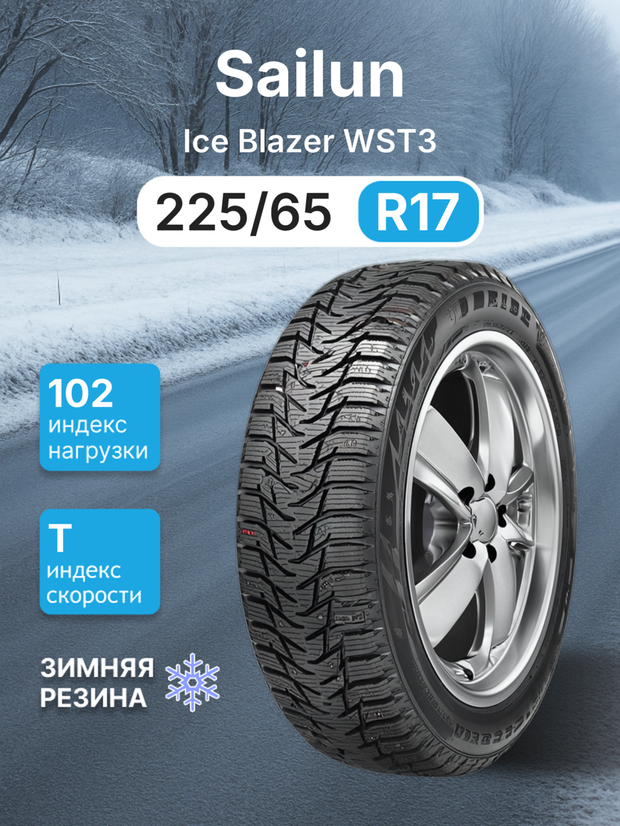 Sailun
Ice Blazer WST3
225/65 R17
102
индекс
нагрузки
T
индекс
скорости
ЗИМНЯЯ
РЕЗИНА